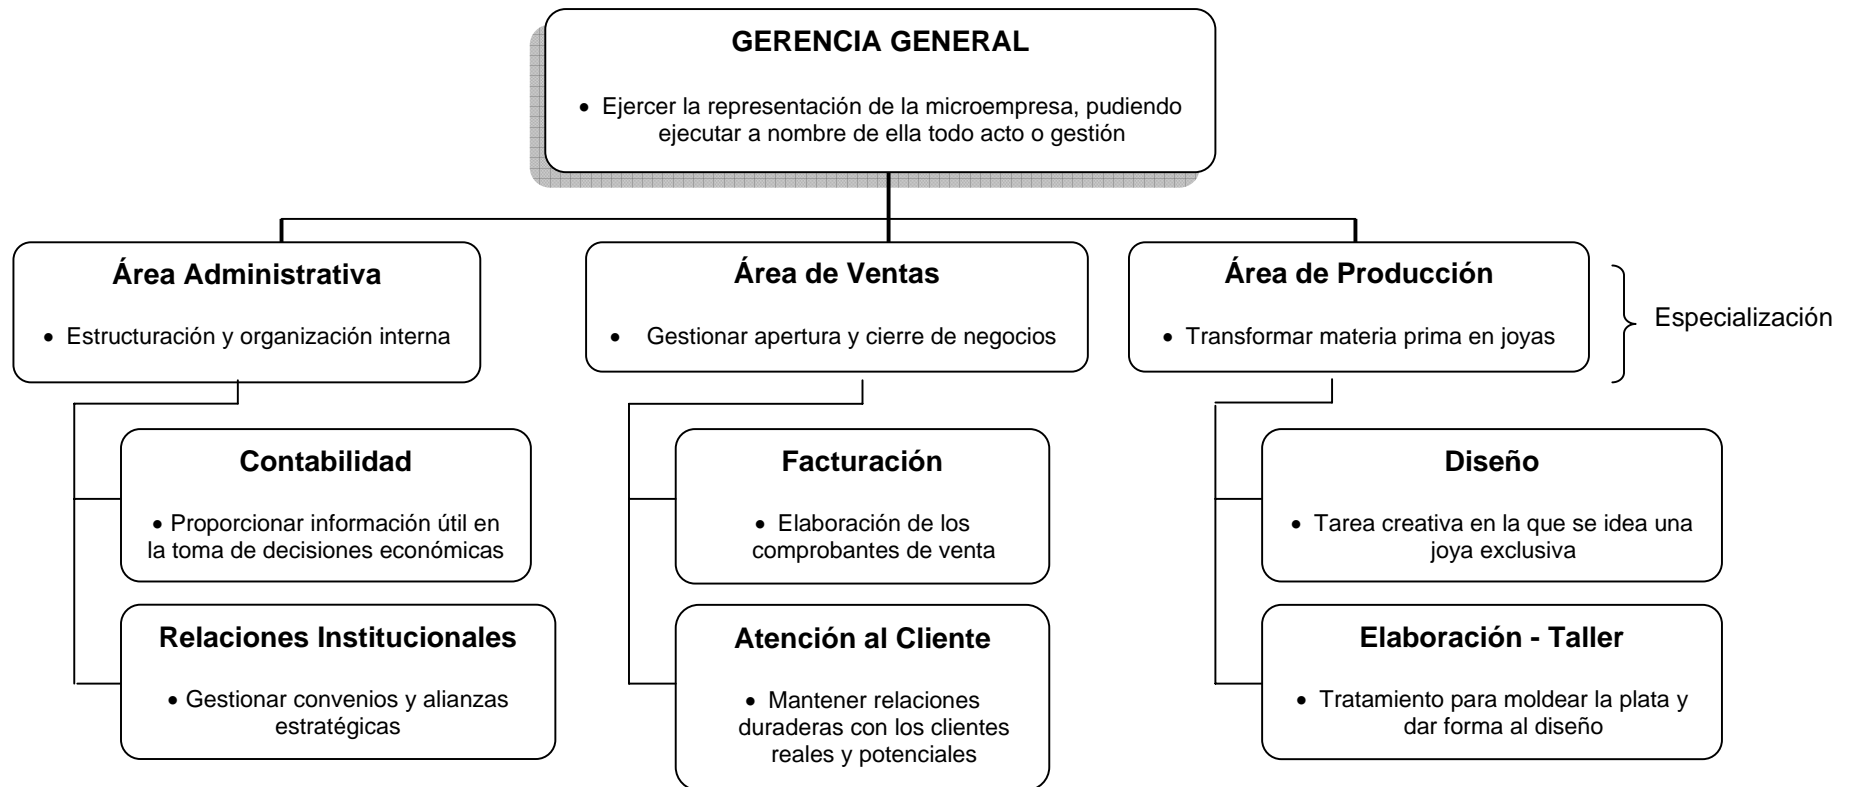 GERENCIA GENERAL
• Ejercer la representación de la microempresa, pudiendo
ejecutar a nombre de ella todo acto o gestión
Área Administrativa
• Estructuración y organización interna
Área de Ventas
• Gestionar apertura y cierre de negocios
Área de Producción
• Transformar materia prima en joyas
Especialización
Contabilidad
• Proporcionar información útil en
la toma de decisiones económicas
Facturación
• Elaboración de los
comprobantes de venta
Diseño
• Tarea creativa en la que se idea una
joya exclusiva
Relaciones Institucionales
• Gestionar convenios y alianzas
estratégicas
Atención al Cliente
• Mantener relaciones
duraderas con los clientes
reales y potenciales
Elaboración - Taller
• Tratamiento para moldear la plata y
dar forma al diseño